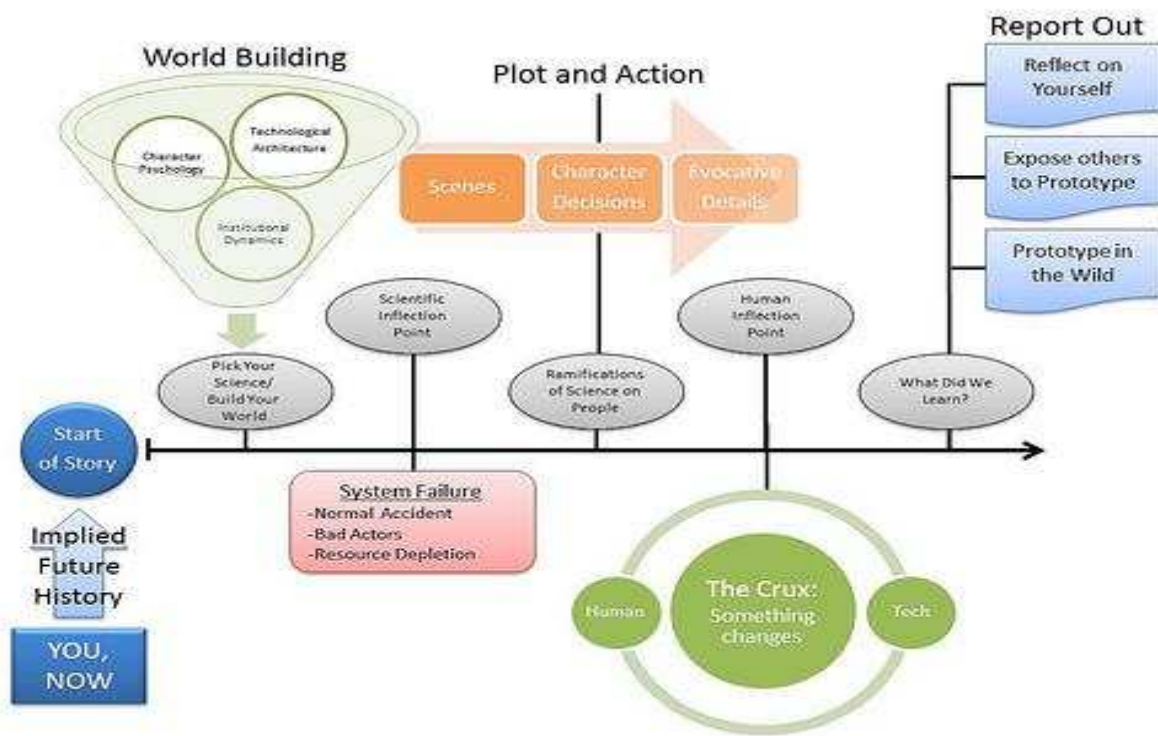 World Building
Character
Psychology
Technological
Architecture
Institutional
Dynamics
Plot and Action
Scenes
Character
Decisions
Evocative
Details
Report Out
Reflect on
Yourself
Expose others
to Prototype
Prototype in
the Wild
Pick Your
Science/
Build Your
World
Scientific
Inflection
Point
Ramifications
of Science on
People
Human
Inflection
Point
What Did We
Learn?
Start
of Story
System Failure
-Normal Accident
-Bad Actors
-Resource Depletion
Implied
Future
History
YOU,
NOW
Human
The Crux:
Something
changes
Tech